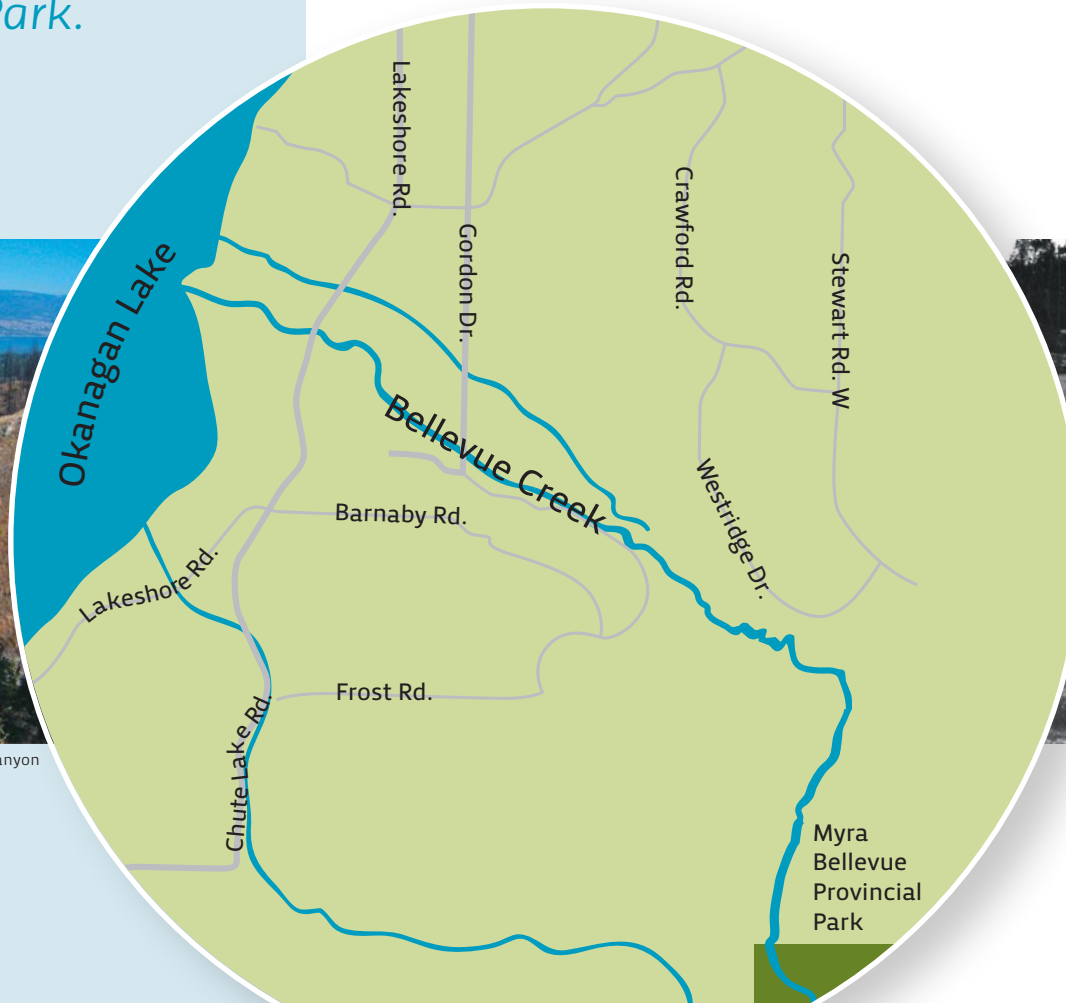 Park.
Lakeshore Rd.
Gordon Dr.
Crawford Rd.
Stewart Rd. W
Okanagan Lake
Bellevue Creek
Westridge Dr.
Barnaby Rd.
Lakeshore Rd.
Frost Rd.
Chute Lake Rd.
anyon
Myra
Bellevue
Provincial
Park